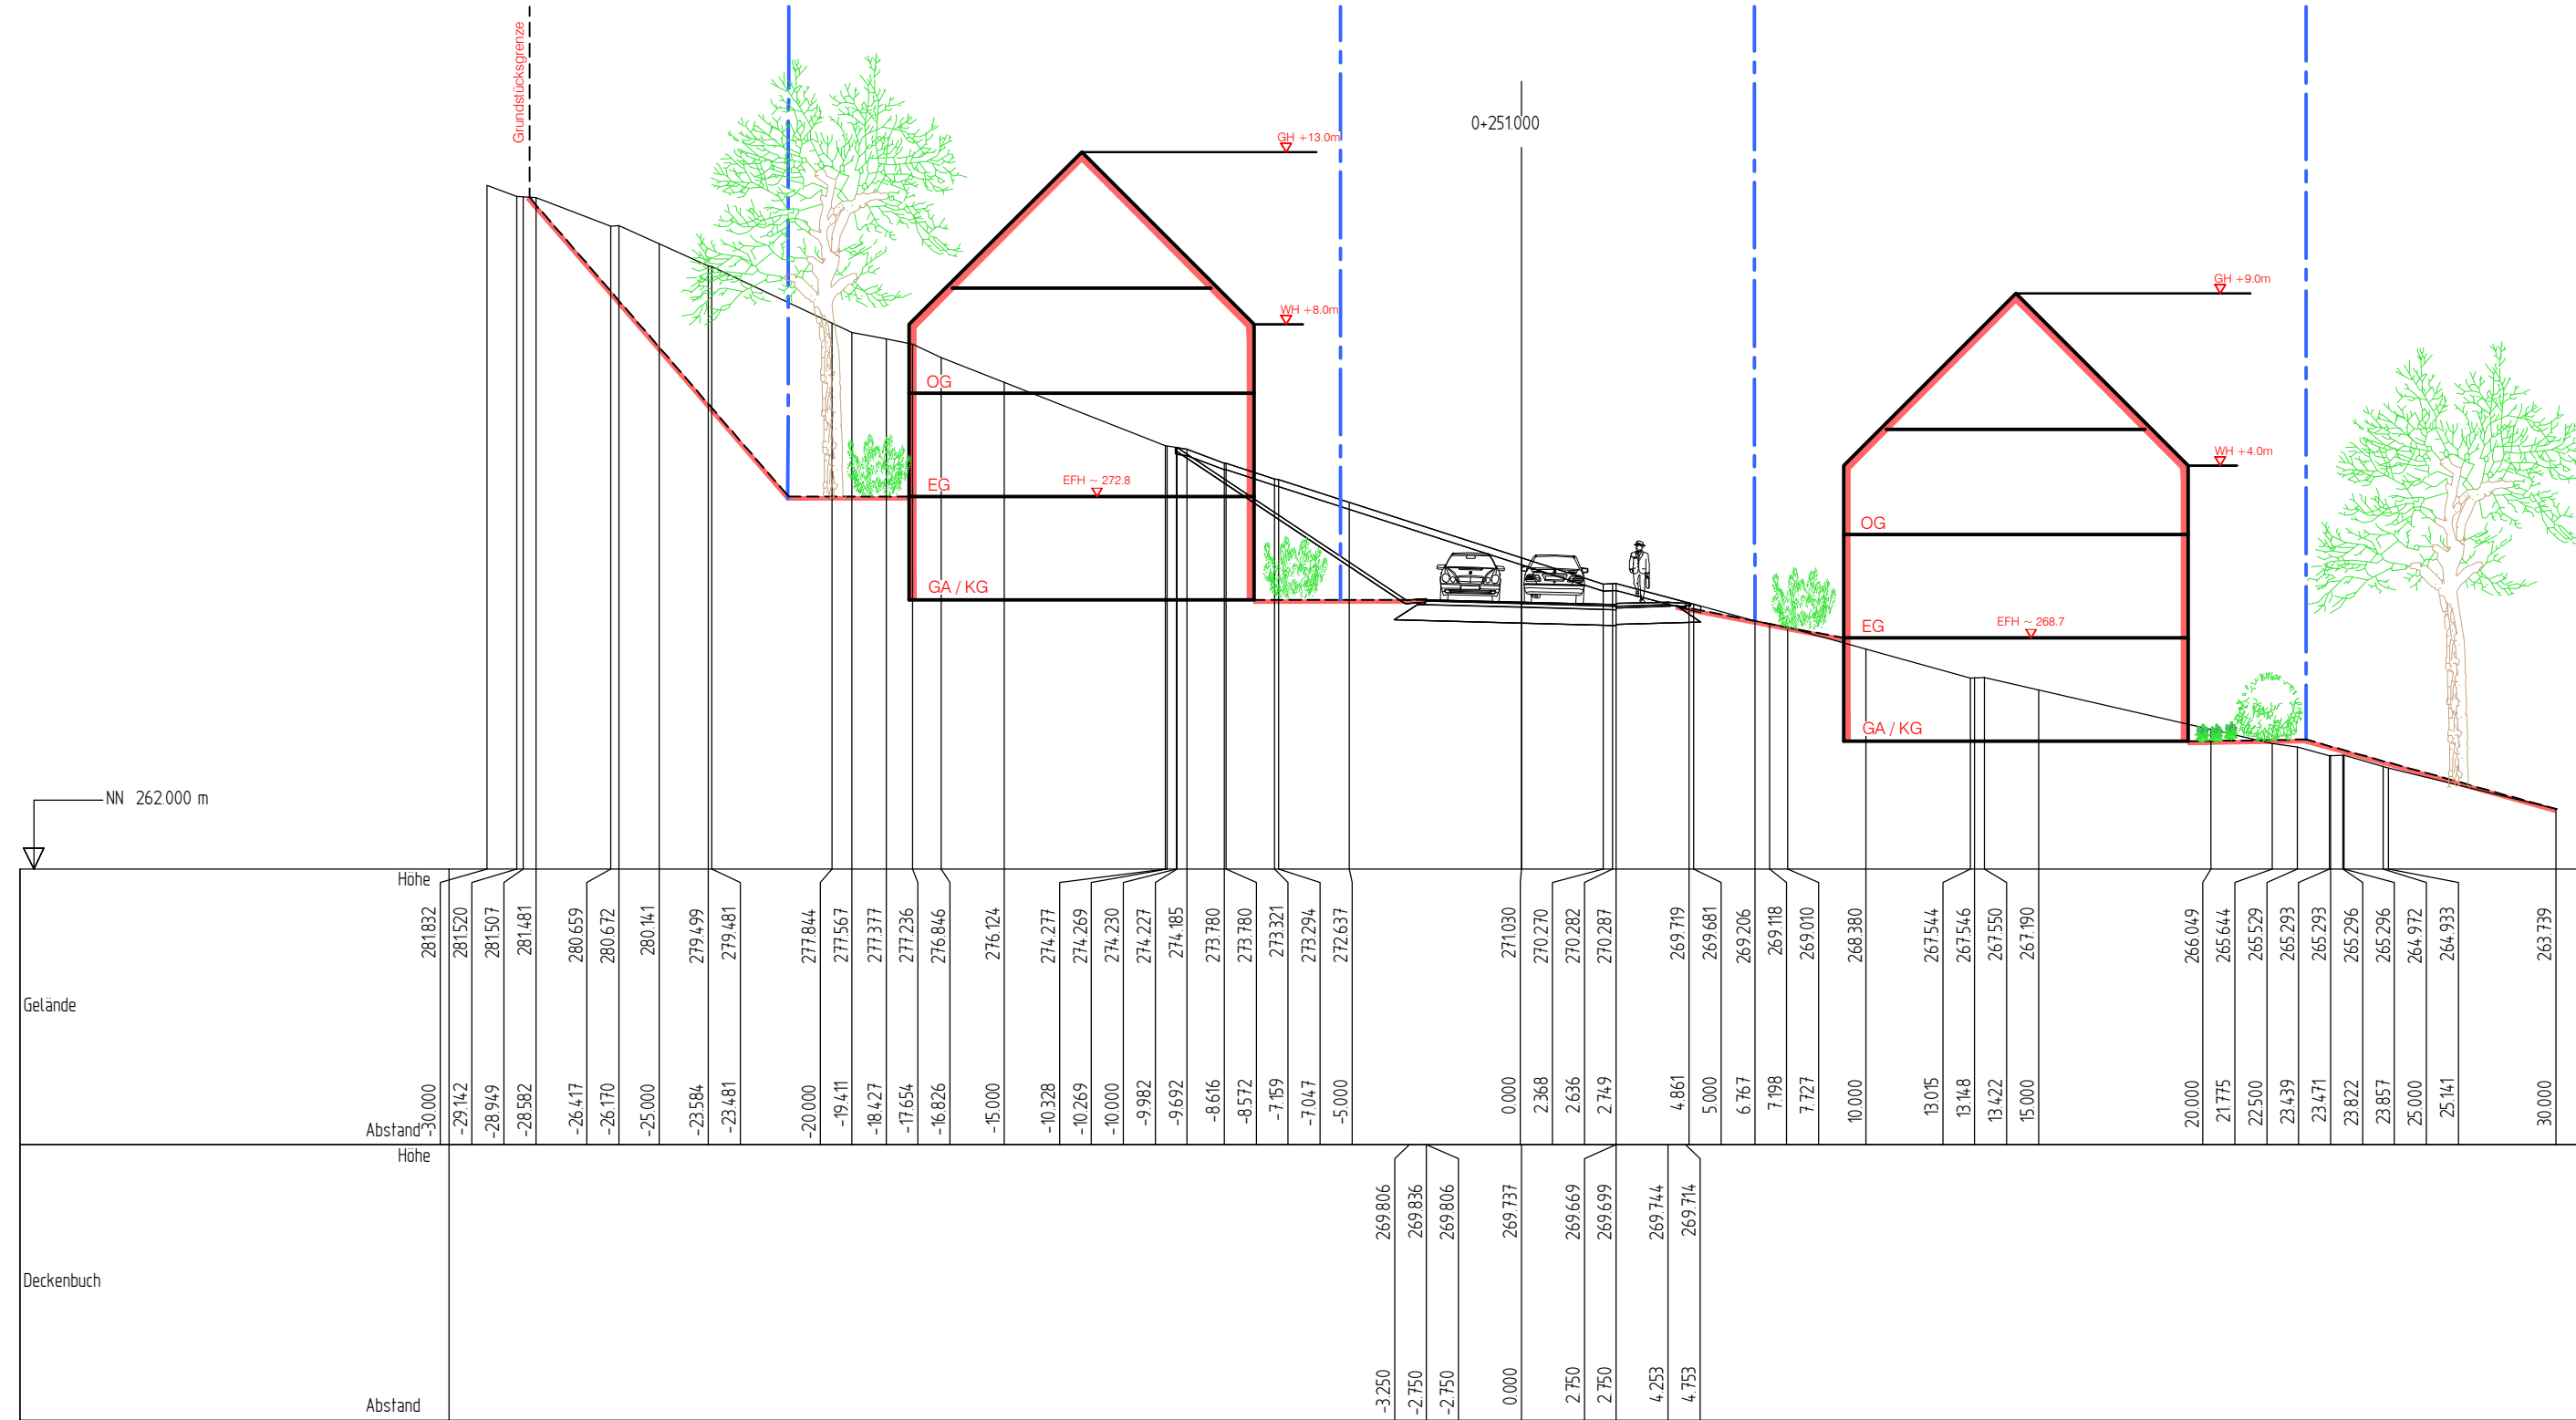 Grundstücksgrenze
0+251.000
GH +13.0m
WH +8.0m
OG
EG
EFH ~ 272.8
GA / KG
GH +9.0m
WH +4.0m
OG
EG
EFH ~ 268.7
GA / KG
NN 262.000 m
Gelände
Höhe
281.832 281.520 281.507 281.481 280.659 280.672 280.141 279.499 279.481 277.844 277.567 277.377 277.236 276.846 276.124 274.277 274.269 274.230 274.227 274.185 273.780 273.780 273.321 273.294 272.637 271.030 270.270 270.282 270.287 269.719 269.681 269.206 269.118 269.010 268.380 267.544 267.546 267.550 267.190 266.049 265.644 265.529 265.293 265.293 265.296 265.296 264.972 264.933 263.739
Abstand
-30.000 -29.142 -28.949 -28.582 -26.417 -26.170 -25.000 -23.584 -23.481 -20.000 -19.411 -18.427 -17.654 -16.826 -15.000 -10.328 -10.269 -10.000 -9.982 -9.692 -8.616 -8.572 -7.159 -7.047 -5.000 0.000 2.368 2.636 2.749 4.861 5.000 6.767 7.198 7.727 10.000 13.015 13.148 13.422 15.000 20.000 21.775 22.500 23.439 23.471 23.822 23.857 25.000 25.141 30.000
Deckenbuch
Höhe
269.806 269.836 269.806 269.737 269.669 269.699 269.744 269.714
Abstand
-3.250 -2.750 -2.750 0.000 2.750 2.750 4.253 4.753